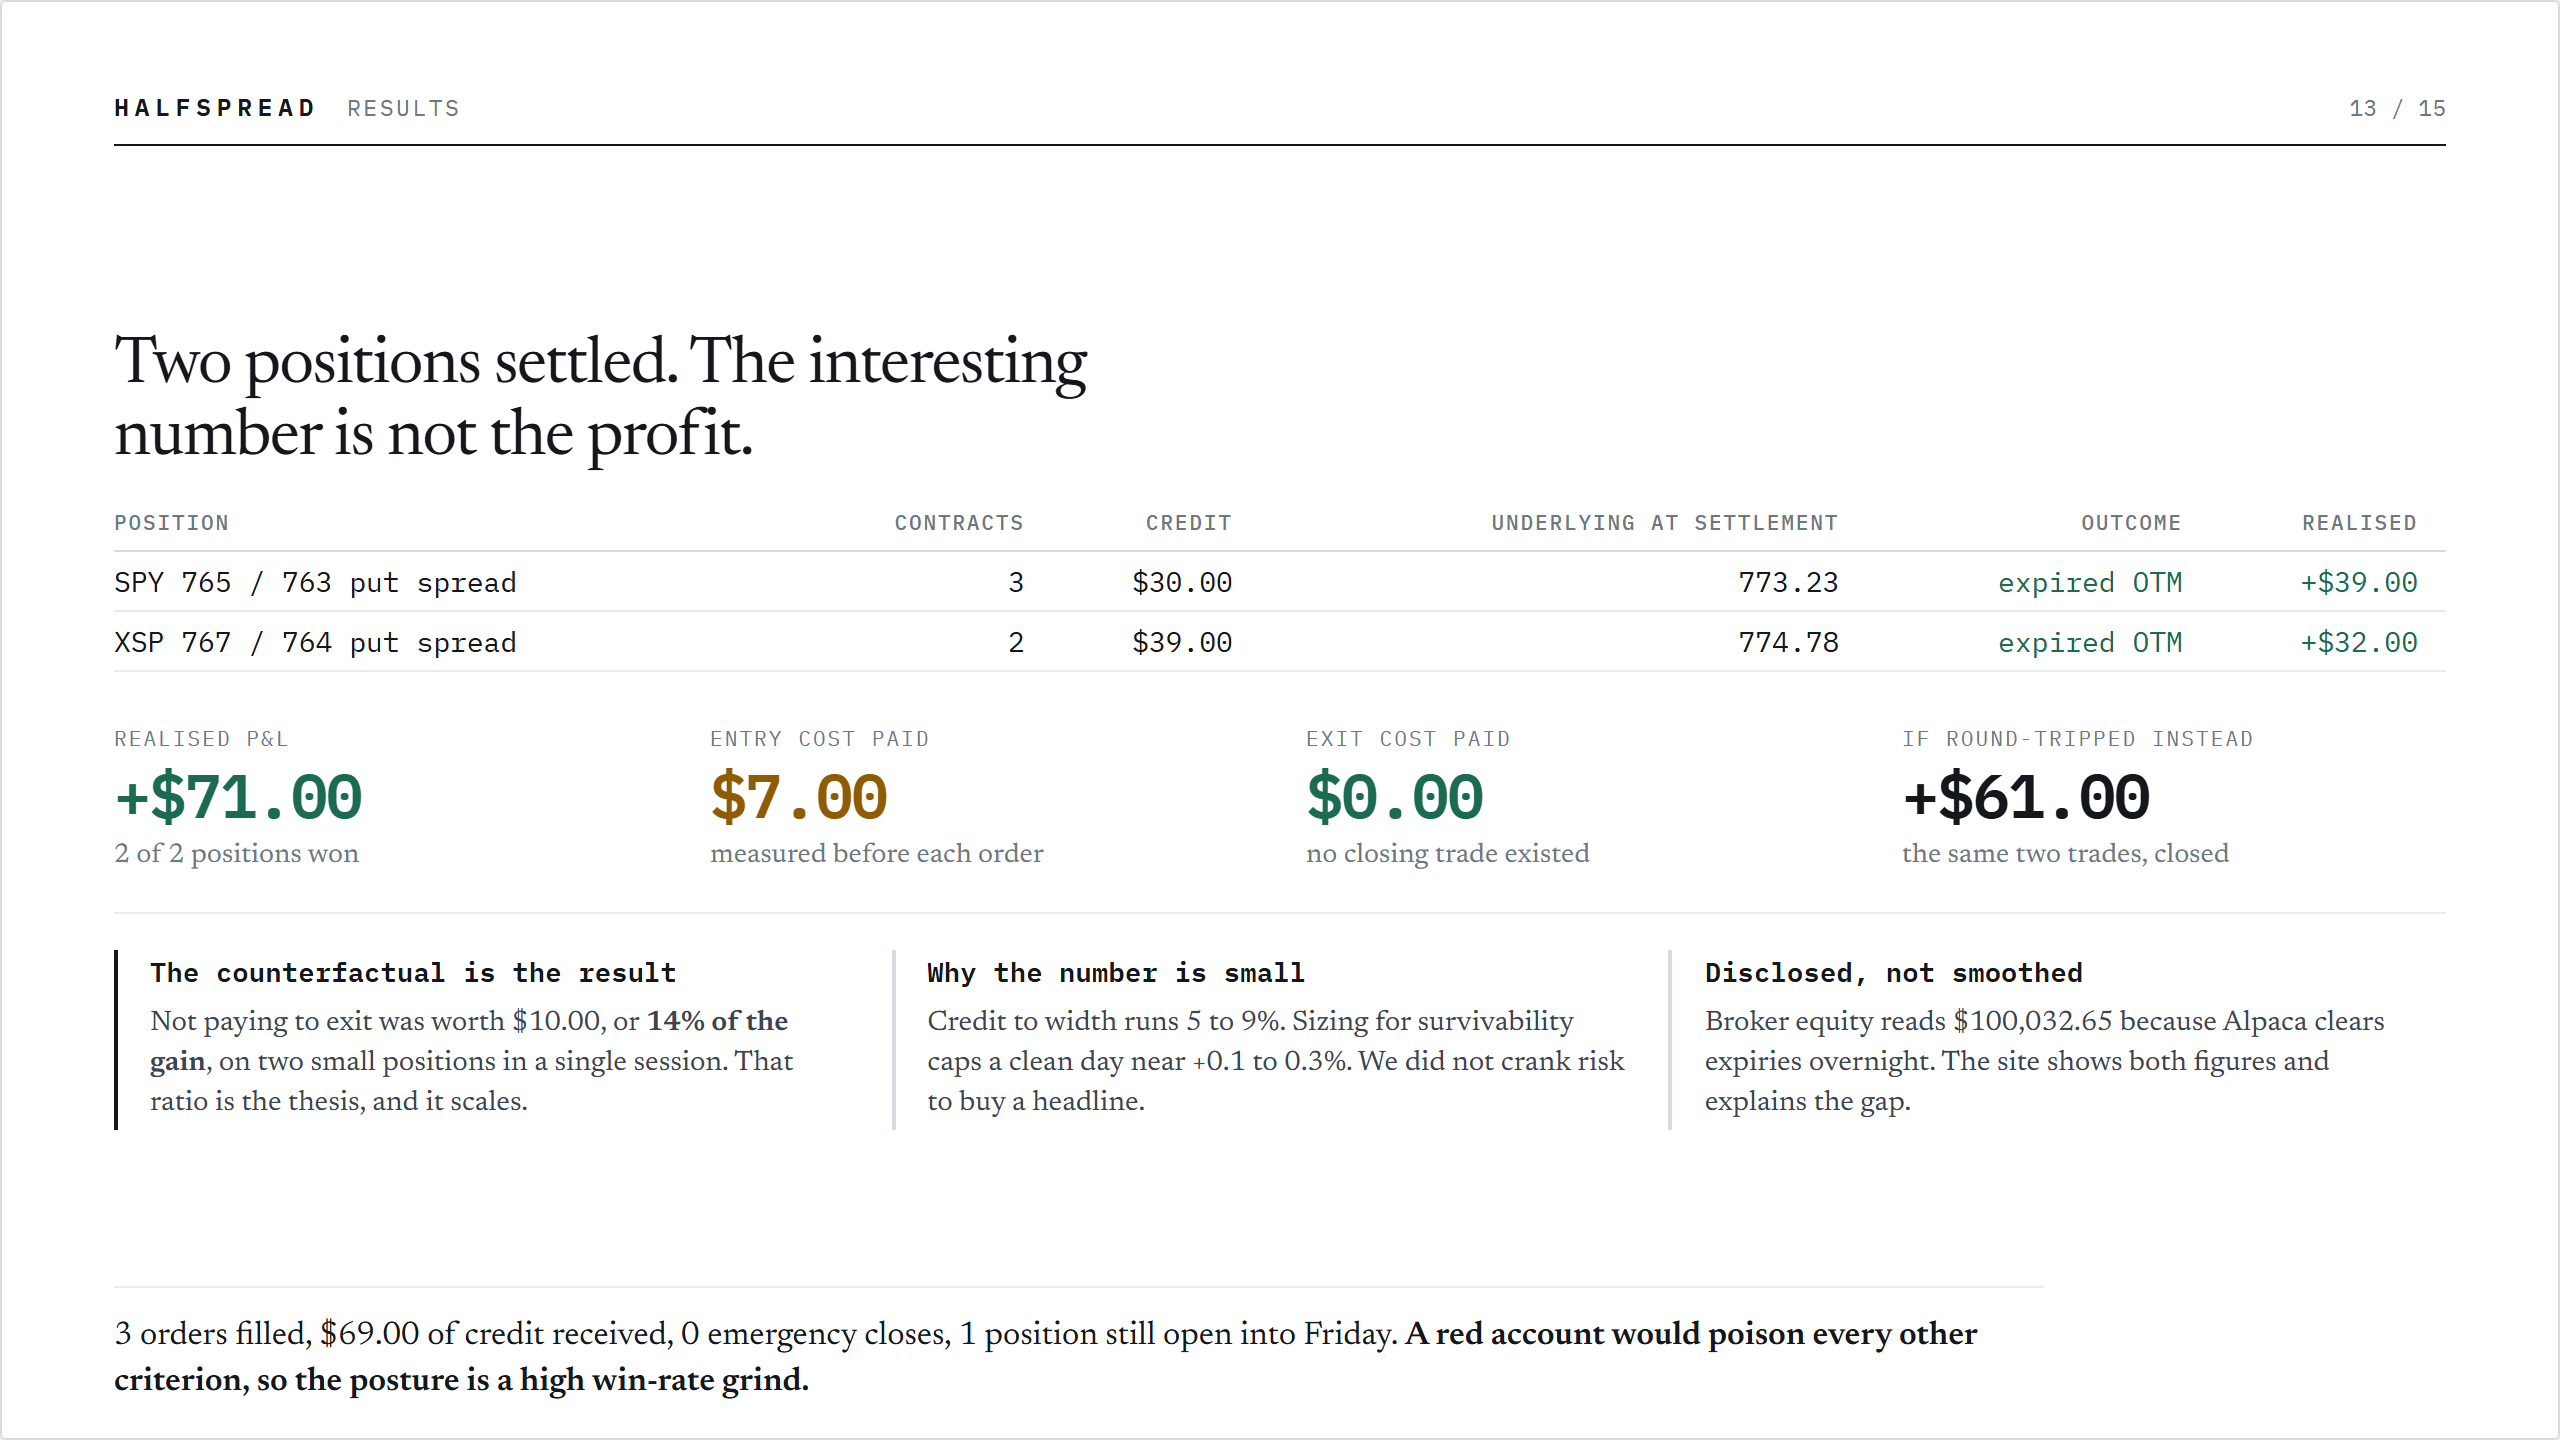 HALFSPREAD RESULTS 13 / 15
Two positions settled. The interesting
number is not the profit.
POSITION CONTRACTS CREDIT UNDERLYING AT SETTLEMENT OUTCOME REALISED
SPY 765 / 763 put spread 3 $30.00 773.23 expired OTM +$39.00
XSP 767 / 764 put spread 2 $39.00 774.78 expired OTM +$32.00
REALISED P&L ENTRY COST PAID EXIT COST PAID IF ROUND-TRIPPED INSTEAD
+$71.00 $7.00 $0.00 +$61.00
2 of 2 positions won measured before each order no closing trade existed the same two trades, closed
The counterfactual is the result
Not paying to exit was worth $10.00, or 14% of the
gain, on two small positions in a single session. That
ratio is the thesis, and it scales.
Why the number is small
Credit to width runs 5 to 9%. Sizing for survivability
caps a clean day near +0.1 to 0.3%. We did not crank risk
to buy a headline.
Disclosed, not smoothed
Broker equity reads $100,032.65 because Alpaca clears
expiries overnight. The site shows both figures and
explains the gap.
3 orders filled, $69.00 of credit received, 0 emergency closes, 1 position still open into Friday. A red account would poison every other
criterion, so the posture is a high win-rate grind.